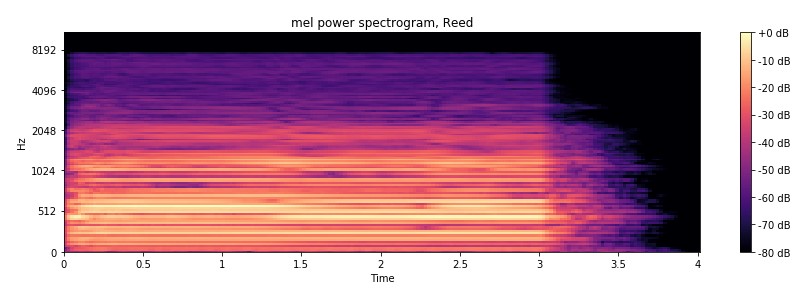 mel power spectrogram, Reed
8192
4096
2048
1024
512
0
Hz
0 0.5 1 1.5 2 2.5 3 3.5 4
Time
+0 dB
-10 dB
-20 dB
-30 dB
-40 dB
-50 dB
-60 dB
-70 dB
-80 dB